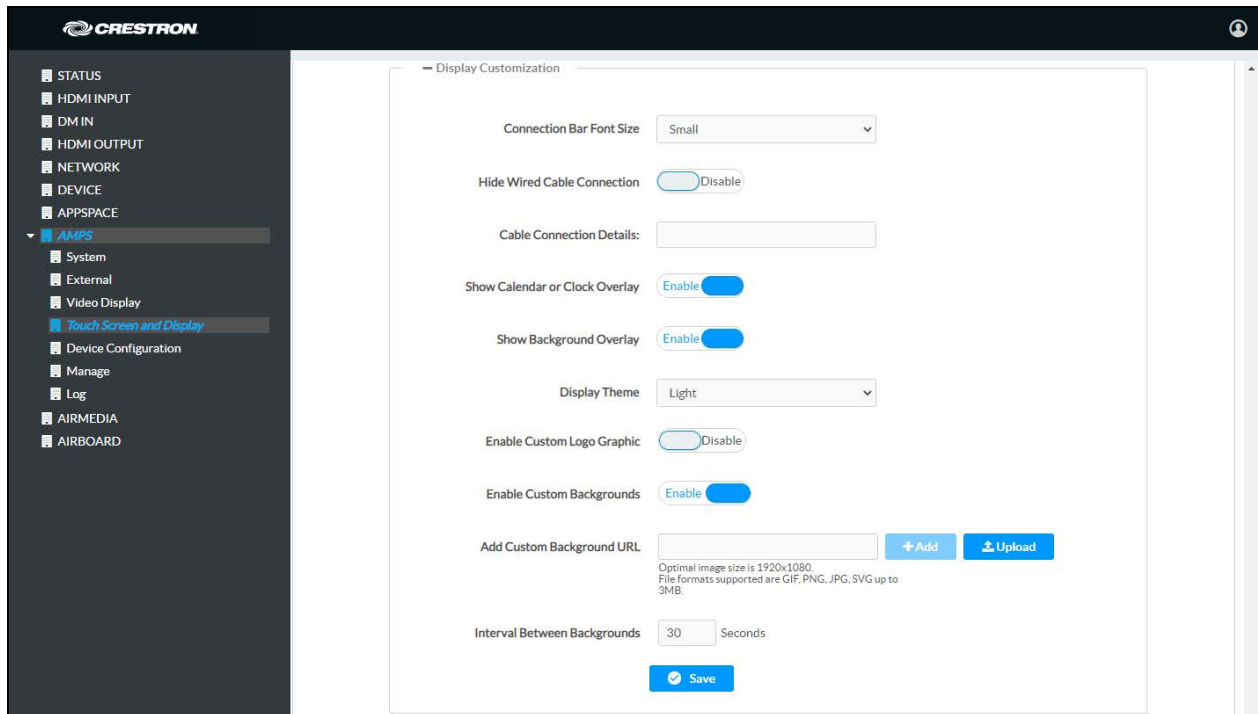 CRESTRON
STATUS
HDMI INPUT
DM IN
HDMI OUTPUT
NETWORK
DEVICE
APPSPACE
AMPS
System
External
Video Display
Touch Screen and Display
Device Configuration
Manage
Log
AIRMEDIA
AIRBOARD
Display Customization
Connection Bar Font Size Small
Hide Wired Cable Connection Disable
Cable Connection Details:
Show Calendar or Clock Overlay Enable
Show Background Overlay Enable
Display Theme Light
Enable Custom Logo Graphic Disable
Enable Custom Backgrounds Enable
Add Custom Background URL +Add Upload
Optimal image size is 1920x1080.
File formats supported are GIF, PNG, JPG, SVG up to
3MB.
Interval Between Backgrounds 30 Seconds
Save